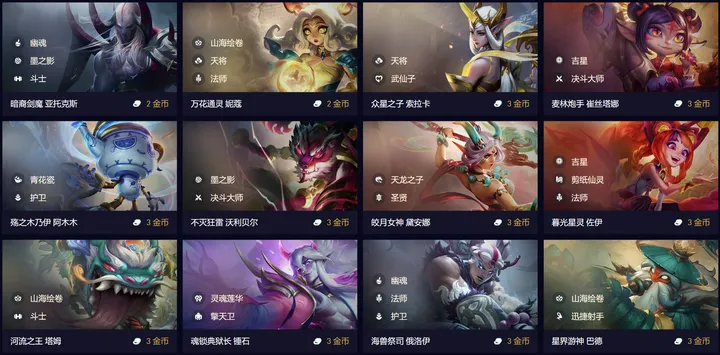 幽魂
墨之影
斗士
暗裔剑魔 亚托克斯 2 金币
山海绘卷
天将
法师
万花通灵 妮蔻 2 金币
天将
武仙子
众星之子 索拉卡 3 金币
吉星
决斗大师
麦林炮手 崔丝塔娜 3 金币
青花瓷
护卫
殇之木乃伊 阿木木 3 金币
墨之影
决斗大师
不灭狂雷 沃利贝尔 3 金币
天龙之子
圣贤
皎月女神 黛安娜 3 金币
吉星
剪纸仙灵
法师
暮光星灵 佐伊 3 金币
山海绘卷
斗士
河流之王 塔姆 3 金币
灵魂莲华
擎天卫
魂锁典狱长 锤石 3 金币
幽魂
法师
护卫
海兽祭司 俄洛伊 3 金币
山海绘卷
迅捷射手
星界游神 巴德 3 金币